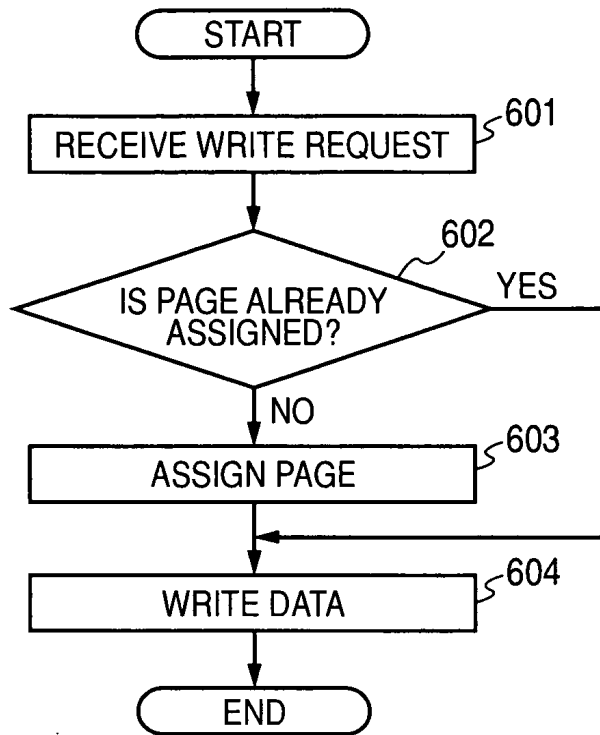 START
RECEIVE WRITE REQUEST
601
602
IS PAGE ALREADY
ASSIGNED?
YES
NO
ASSIGN PAGE
603
WRITE DATA
604
END